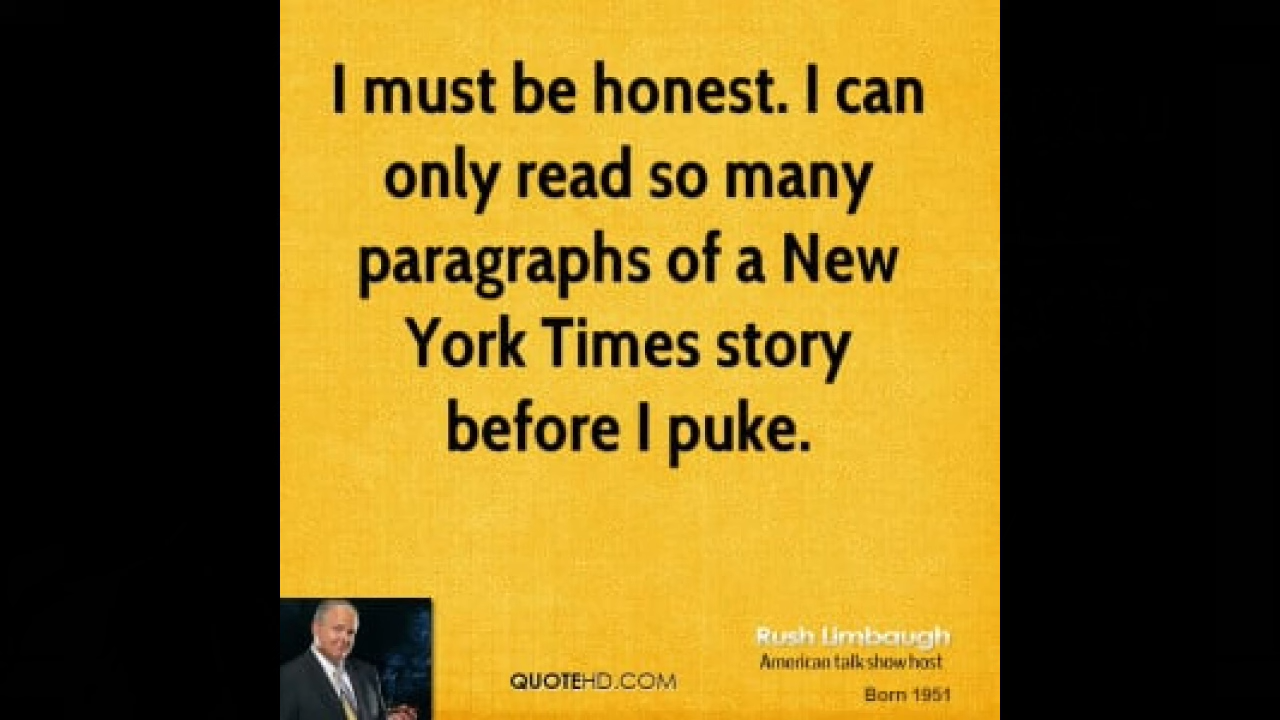 I must be honest. I can
only read so many
paragraphs of a New
York Times story
before I puke.
Rush Limbaugh
American talk show host
QUOTEHD.COM
Born 1951